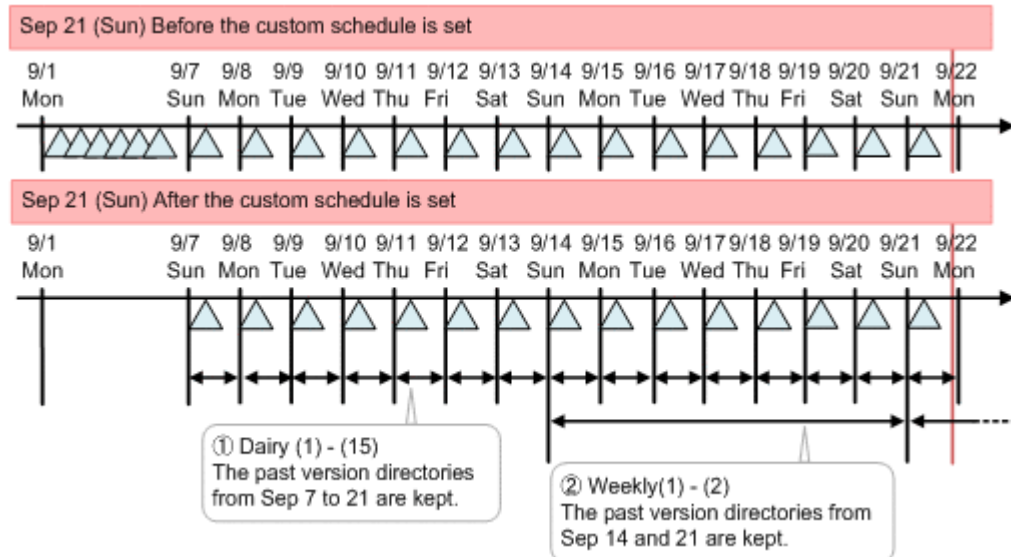 Sep 21 (Sun) Before the custom schedule is set
9/1 9/7 9/8 9/9 9/10 9/11 9/12 9/13 9/14 9/15 9/16 9/17 9/18 9/19 9/20 9/21 9/22
Mon Sun Mon Tue Wed Thu Fri Sat Sun Mon Tue Wed Thu Fri Sat Sun Mon
Sep 21 (Sun) After the custom schedule is set
9/1 9/7 9/8 9/9 9/10 9/11 9/12 9/13 9/14 9/15 9/16 9/17 9/18 9/19 9/20 9/21 9/22
Mon Sun Mon Tue Wed Thu Fri Sat Sun Mon Tue Wed Thu Fri Sat Sun Mon
① Dairy (1) - (15)
The past version directories
from Sep 7 to 21 are kept.
② Weekly(1) - (2)
The past version directories from
Sep 14 and 21 are kept.